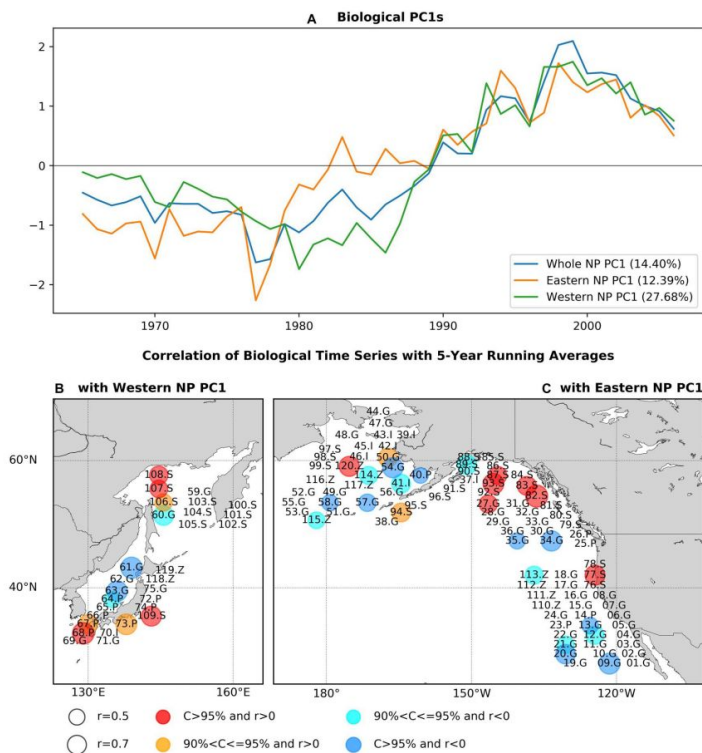 A Biological PC1s
2
1
0
−1
−2
Whole NP PC1 (14.40%)
Eastern NP PC1 (12.39%)
Western NP PC1 (27.68%)
1970 1980 1990 2000
Correlation of Biological Time Series with 5-Year Running Averages
B with Western NP PC1
C with Eastern NP PC1
60°N
40°N
108.S
107.S
106.S 59.G 103.S 100.S
60.G 104.S 101.S
105.S 102.S
61.G 119.Z
62.G 118.Z
63.G 75.G
64.P 72.P
65.P 74.P
66.P 109.S
67.P 73.P
68.P 70.I
69.G 71.G
130°E 160°E
44.G
47.G
48.G 43.I 39.I
97.S 45.I 42.I
98.S 46.I 50.G
99.S 120.Z 54.G
116.Z 114.Z 40.P
117.Z 41.I
52.G 49.G 56.G
55.G 58.G 57.G
53.G 51.G 94.S
115.Z 38.G
88.S 85.S
89.S 86.S
90.S 87.S 84.S
37.I 93.S 83.S
91.S 92.S 82.S
96.S 27.G 31.G 81.S
95.S 28.G 32.G 80.S
29.G 33.G 79.S
36.G 30.G 26.P
35.G 34.G 25.P
78.S
113.Z 18.G 77.S
112.Z 17.G 76.S
111.Z 16.G 08.G
110.Z 15.G 07.G
24.G 14.P 06.G
23.P 13.G 05.G
22.G 12.G 04.G
21.G 11.G 03.G
20.G 10.G 02.G
19.G 09.G 01.G
180° 150°W 120°W
r=0.5 C>95% and r>0 90%<C<=95% and r<0
r=0.7 90%<C<=95% and r>0 C>95% and r<0